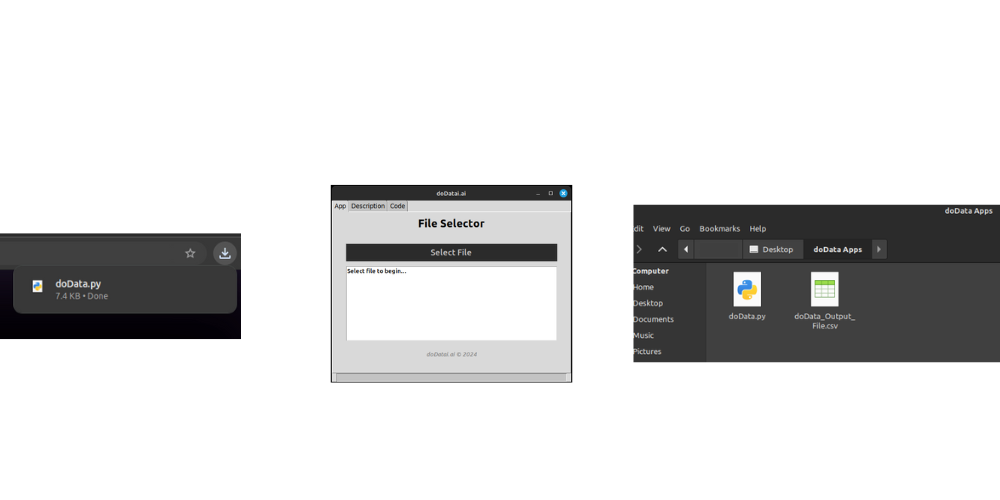 doData.py
7.4 KB • Done
doDatai.ai
App Description Code
File Selector
Select File
Select file to begin...
doDatai.ai © 2024
doData Apps
dit View Go Bookmarks Help
Desktop doData Apps
Computer
Home
Desktop
Documents
Music
Pictures
doData.py
doData_Output_
File.csv